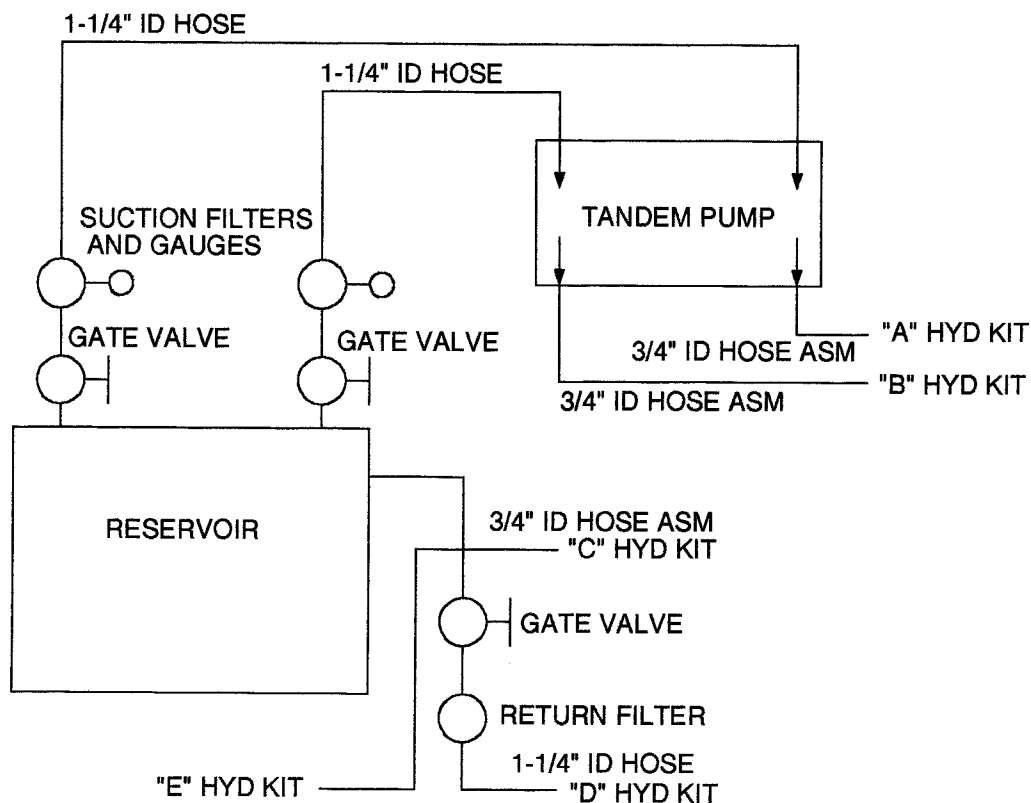 1-1/4" ID HOSE
1-1/4" ID HOSE
SUCTION FILTERS
AND GAUGES
TANDEM PUMP
GATE VALVE
GATE VALVE
3/4" ID HOSE ASM
"A" HYD KIT
3/4" ID HOSE ASM
"B" HYD KIT
RESERVOIR
3/4" ID HOSE ASM
"C" HYD KIT
GATE VALVE
RETURN FILTER
1-1/4" ID HOSE
"E" HYD KIT
"D" HYD KIT